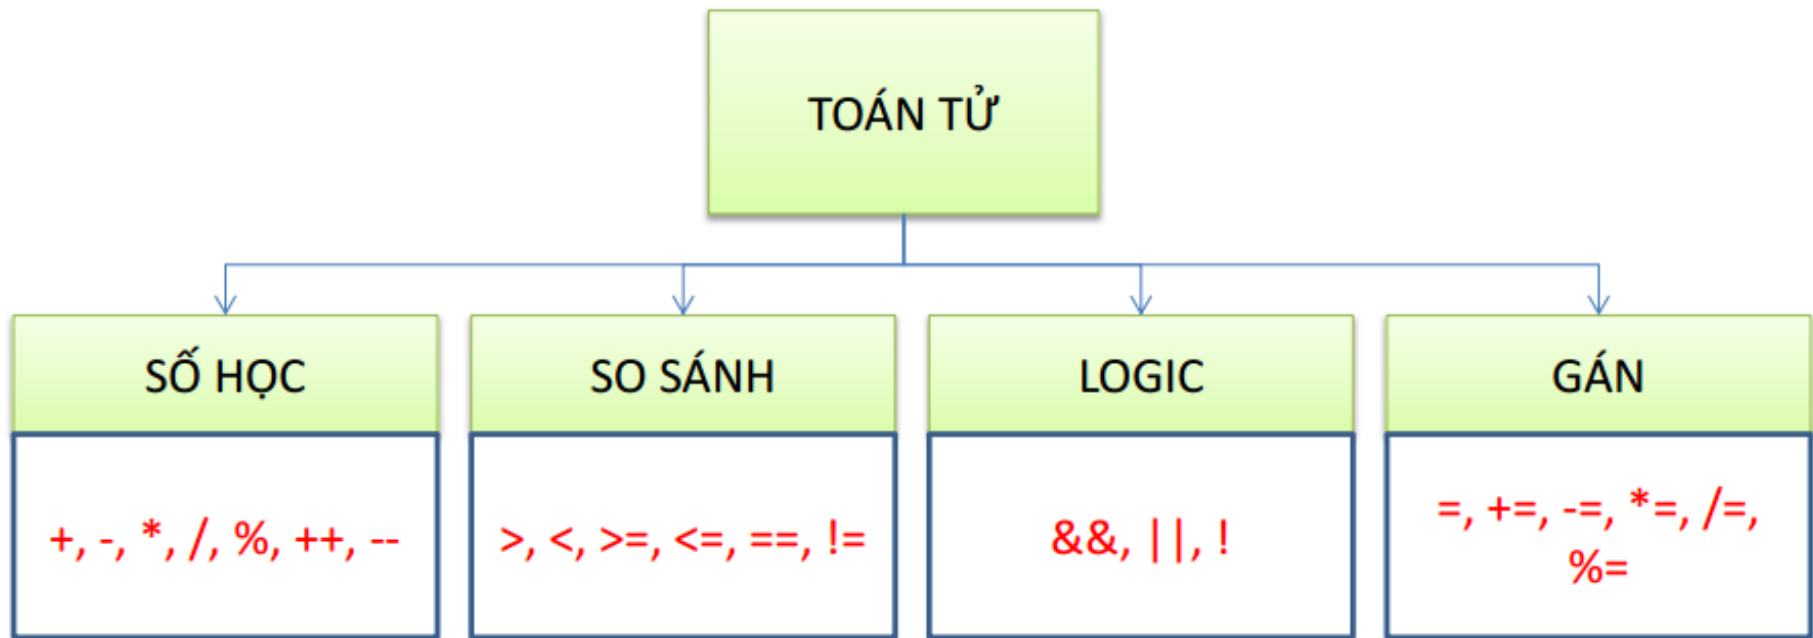 TOÁN TỬ
SỐ HỌC
SO SÁNH
LOGIC
GÁN
+, -, *, /, %, ++, --
>, <, >=, <=, ==, !=
&&, ||, !
=, +=, -=, *=, /=,
%=